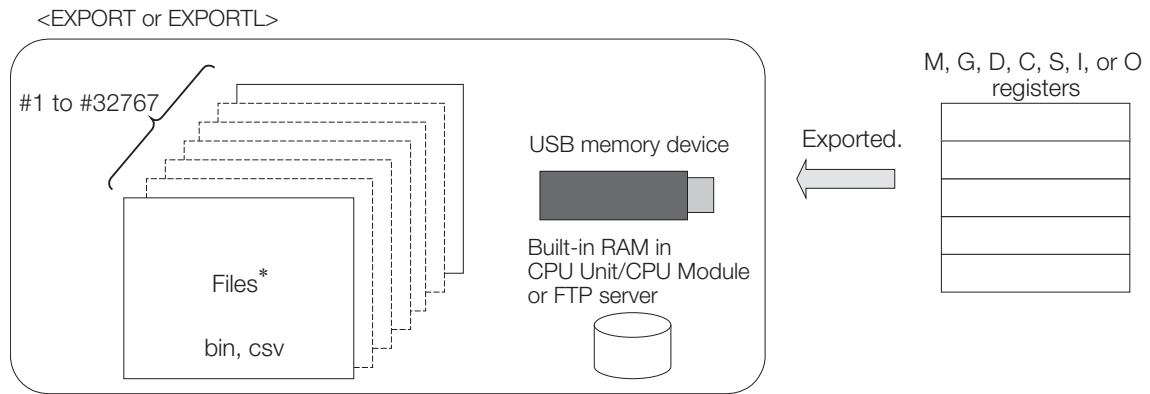 <EXPORT or EXPORTL>
#1 to #32767
Files*
bin, csv
USB memory device
Built-in RAM in
CPU Unit/CPU Module
or FTP server
Exported.
M, G, D, C, S, I, or O
registers